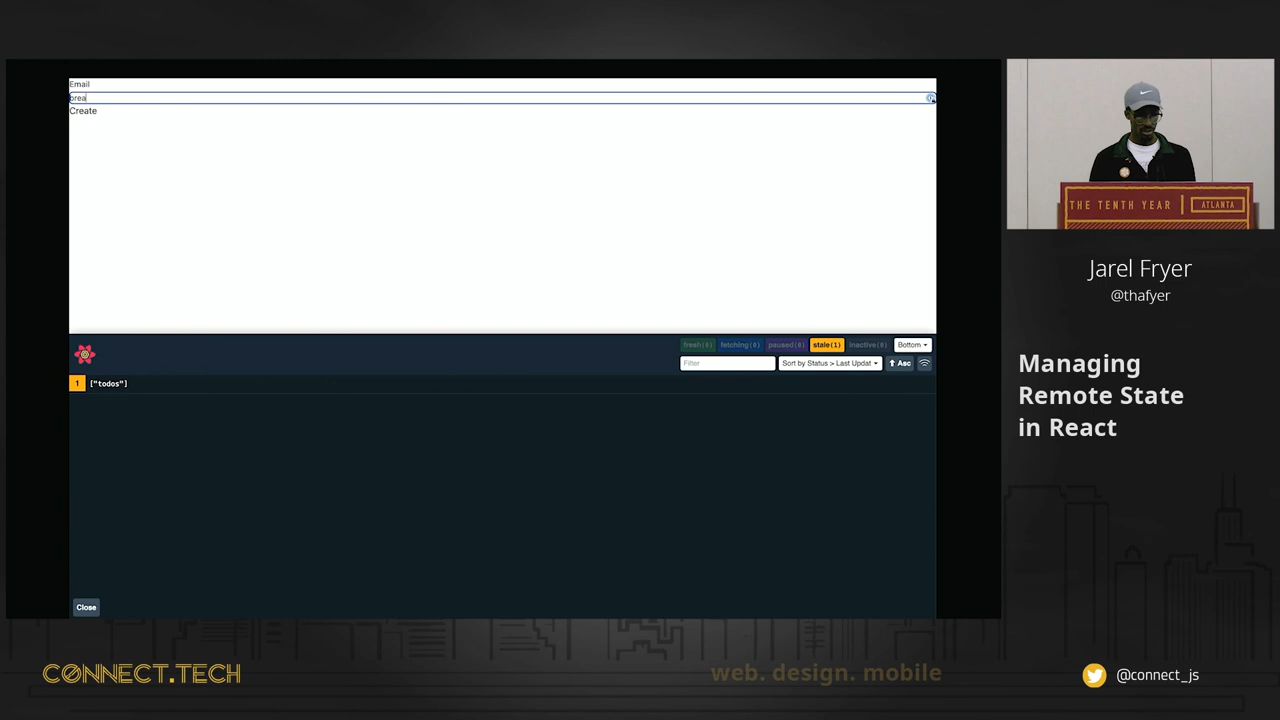 Email
brea
Create
fresh(0) fetching(0) paused(0) stale(1) inactive(0) Bottom
Filter Sort by Status > Last Updat ↑ Asc
1 ["todos"]
Close
THE TENTH YEAR | ATLANTA
Jarel Fryer
@thafyer
Managing
Remote State
in React
CONNECT.TECH
web. design. mobile
@connect_js